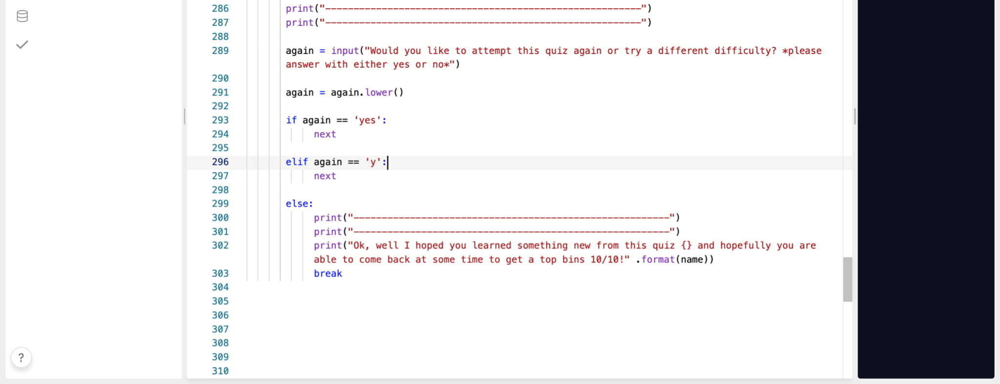 286 print("________________________________________________________")
287 print("________________________________________________________")
288
289 again = input("Would you like to attempt this quiz again or try a different difficulty? *please
answer with either yes or no*")
290
291 again = again.lower()
292
293 if again == 'yes':
294 next
295
296 elif again == 'y':
297 next
298
299 else:
300 print("________________________________________________________")
301 print("________________________________________________________")
302 print("Ok, well I hoped you learned something new from this quiz {} and hopefully you are
able to come back at some time to get a top bins 10/10!" .format(name))
303 break
304
305
306
307
308
309
310
?